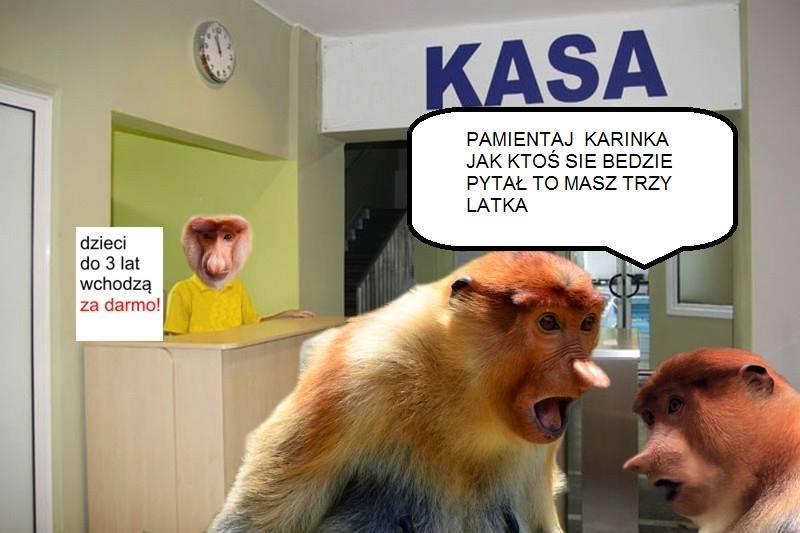 KASA
PAMIENTAJ KARINKA
JAK KTOŚ SIE BEDZIE
PYTAŁ TO MASZ TRZY
LATKA
dzieci
do 3 lat
wchodzą
za darmo!